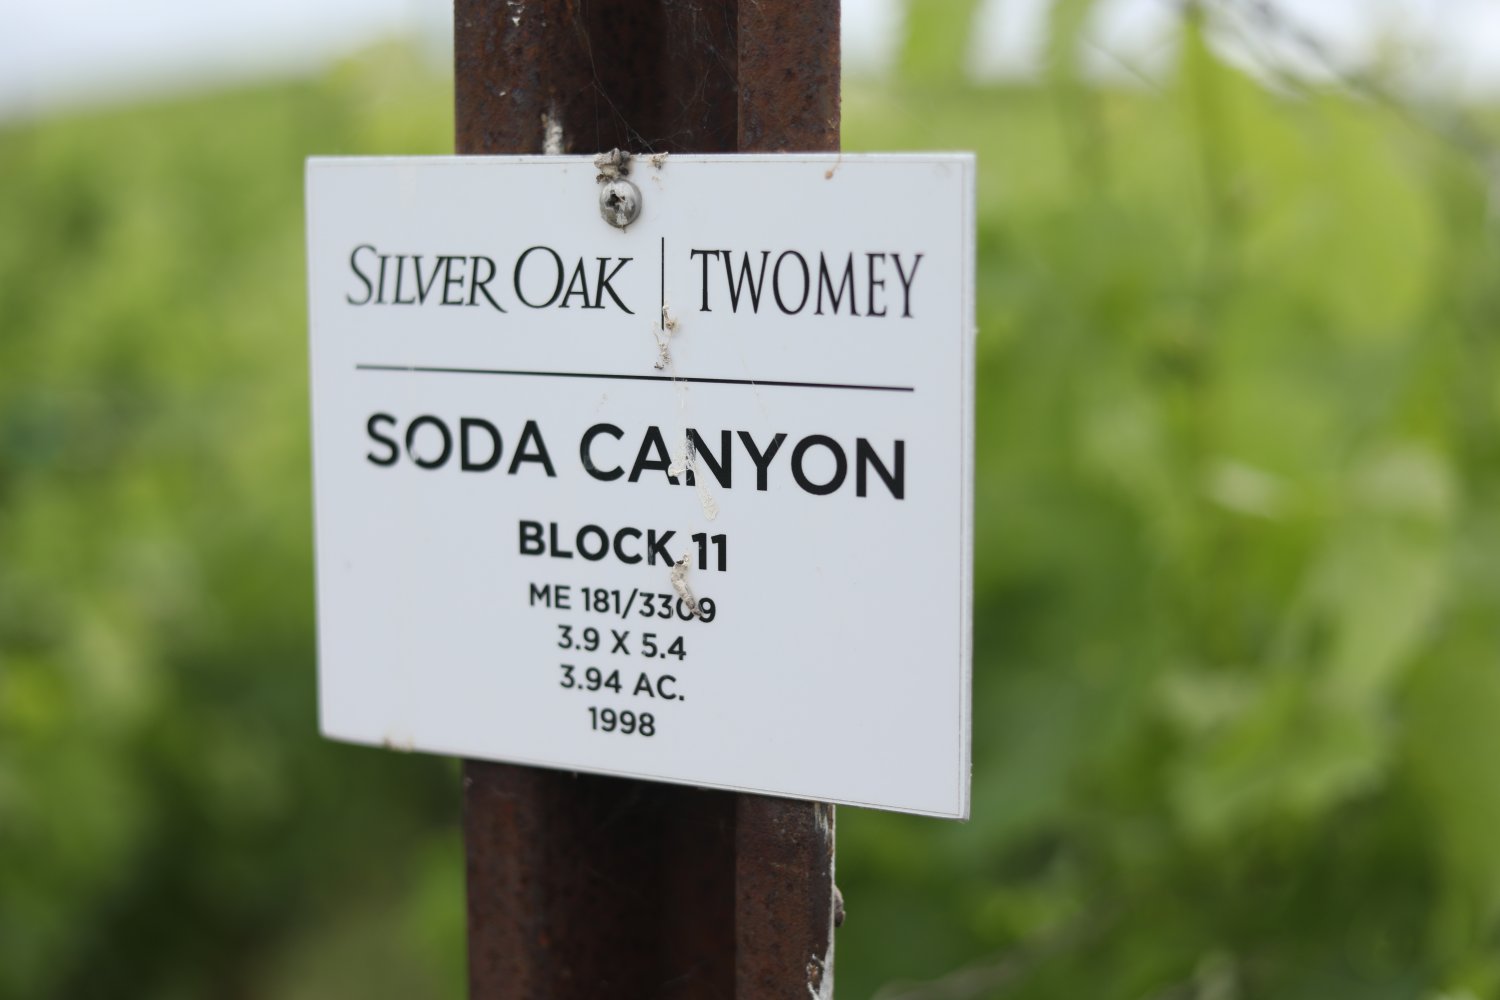 SILVER OAK | TWOMEY
SODA CANYON
BLOCK 11
ME 181/3309
3.9 X 5.4
3.94 AC.
1998